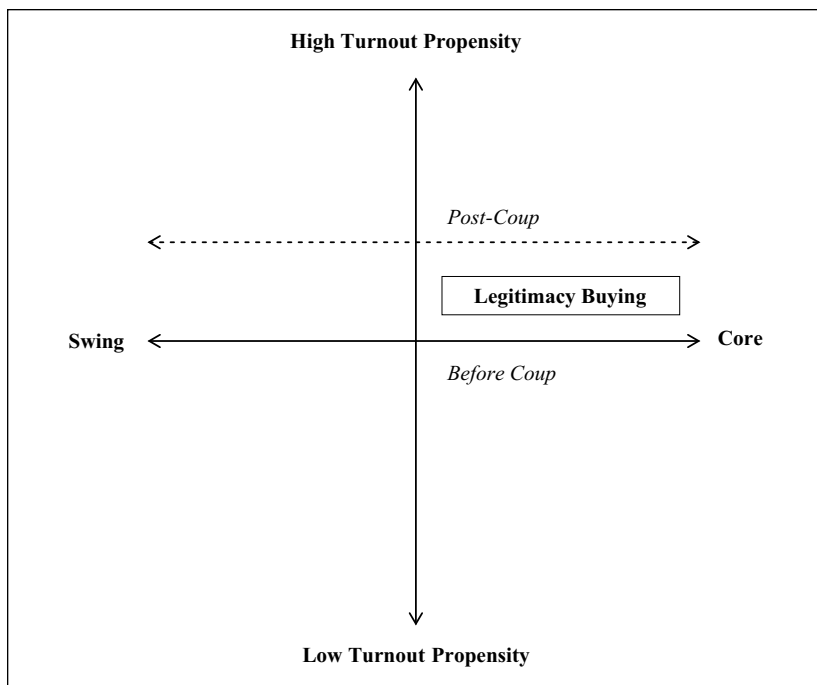 High Turnout Propensity
Post-Coup
Legitimacy Buying
Swing
Core
Before Coup
Low Turnout Propensity